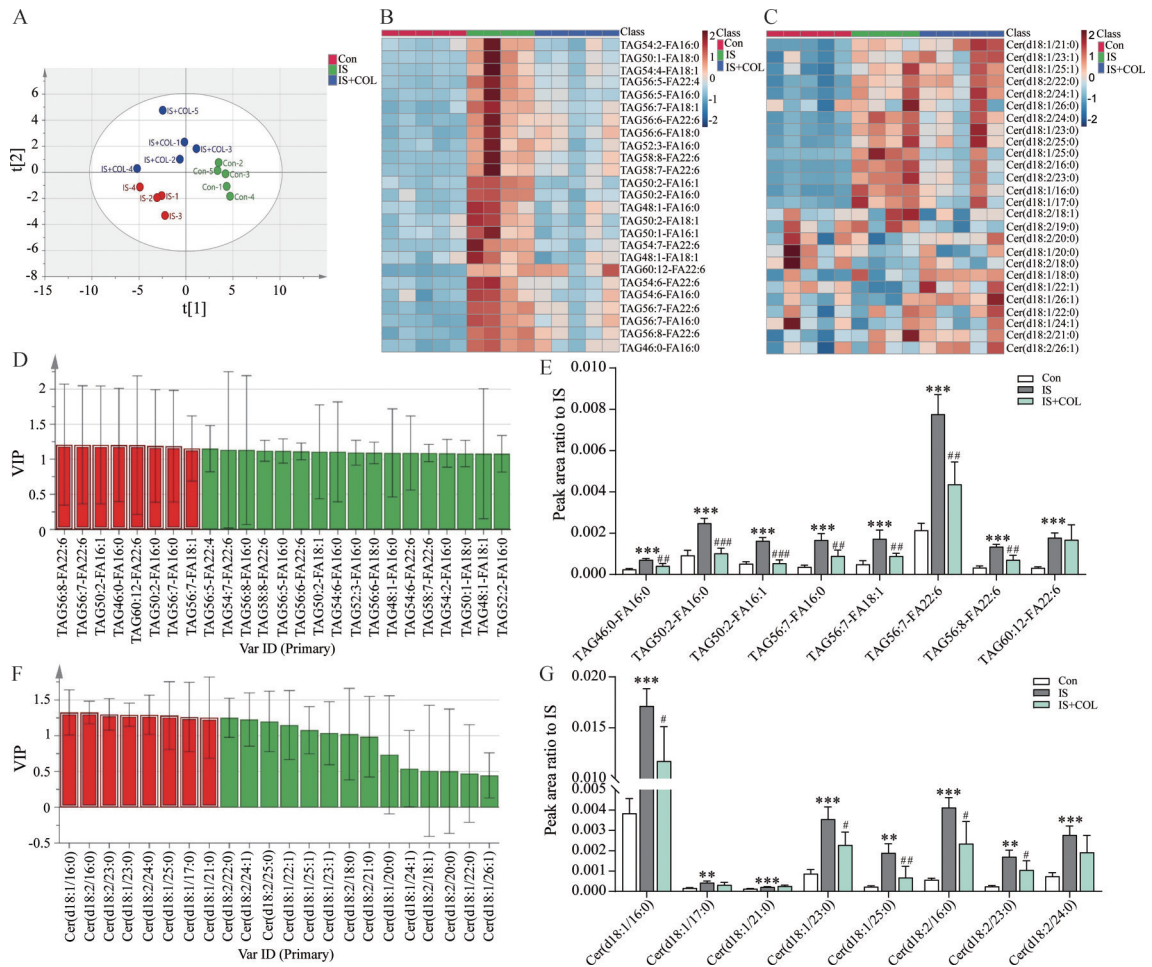 A
Con
IS
IS+COL
t[2]
6
4
2
0
-2
-4
-6
-8
IS+COL-5
IS+COL-1
IS+COL-3
IS+COL-2
IS+COL-4
Con-2
Con-5
Con-3
Con-1
Con-4
IS-4
IS-2
IS-1
IS-3
-15
-10
-5
0
5
10
t[1]
B
Class
TAG54:2-FA16:0
TAG50:1-FA18:0
TAG54:4-FA18:1
TAG56:5-FA22:4
TAG56:5-FA16:0
TAG56:7-FA18:1
TAG56:6-FA22:6
TAG56:6-FA18:0
TAG52:3-FA16:0
TAG58:8-FA22:6
TAG58:7-FA22:6
TAG50:2-FA16:1
TAG50:2-FA16:0
TAG48:1-FA16:0
TAG50:2-FA18:1
TAG50:1-FA16:1
TAG54:7-FA22:6
TAG48:1-FA18:1
TAG60:12-FA22:6
TAG54:6-FA22:6
TAG54:6-FA16:0
TAG56:7-FA22:6
TAG56:7-FA16:0
TAG56:8-FA22:6
TAG46:0-FA16:0
2
1
0
-1
-2
Class
Con
IS
IS+COL
C
Class
Cer(d18:1/21:0)
Cer(d18:1/23:1)
Cer(d18:1/25:1)
Cer(d18:2/22:0)
Cer(d18:2/24:1)
Cer(d18:1/26:0)
Cer(d18:2/24:0)
Cer(d18:1/23:0)
Cer(d18:2/25:0)
Cer(d18:1/25:0)
Cer(d18:2/16:0)
Cer(d18:2/23:0)
Cer(d18:1/16:0)
Cer(d18:1/17:0)
Cer(d18:2/18:1)
Cer(d18:2/19:0)
Cer(d18:2/20:0)
Cer(d18:1/20:0)
Cer(d18:2/18:0)
Cer(d18:1/18:0)
Cer(d18:1/22:1)
Cer(d18:1/26:1)
Cer(d18:1/22:0)
Cer(d18:1/24:1)
Cer(d18:2/21:0)
Cer(d18:2/26:1)
2
1
0
-1
-2
Class
Con
IS
IS+COL
D
VIP
2
1.5
1
0.5
0
TAG56:8-FA22:6
TAG56:7-FA22:6
TAG50:2-FA16:1
TAG46:0-FA16:0
TAG60:12-FA22:6
TAG50:2-FA16:0
TAG56:7-FA16:0
TAG56:7-FA18:1
TAG56:5-FA22:4
TAG54:7-FA22:6
TAG56:8-FA16:0
TAG58:8-FA22:6
TAG56:5-FA16:0
TAG56:6-FA22:6
TAG50:2-FA18:1
TAG54:6-FA16:0
TAG52:3-FA16:0
TAG56:6-FA18:0
TAG48:1-FA16:0
TAG54:6-FA22:6
TAG58:7-FA22:6
TAG54:2-FA16:0
TAG50:1-FA18:0
TAG48:1-FA18:1
TAG52:2-FA16:0
Var ID (Primary)
E
Con
IS
IS+COL
Peak area ratio to IS
0.010
0.008
0.006
0.004
0.002
0.000
***
##
***
###
***
###
***
##
***
##
***
##
***
##
***
TAG46:0-FA16:0
TAG50:2-FA16:0
TAG50:2-FA16:1
TAG56:7-FA16:0
TAG56:7-FA18:1
TAG56:7-FA22:6
TAG56:8-FA22:6
TAG60:12-FA22:6
F
VIP
1.5
1
0.5
0
-0.5
Cer(d18:1/16:0)
Cer(d18:2/16:0)
Cer(d18:2/23:0)
Cer(d18:1/23:0)
Cer(d18:2/24:0)
Cer(d18:1/25:0)
Cer(d18:1/17:0)
Cer(d18:1/21:0)
Cer(d18:2/22:0)
Cer(d18:2/24:1)
Cer(d18:2/25:0)
Cer(d18:1/22:1)
Cer(d18:1/25:1)
Cer(d18:1/23:1)
Cer(d18:2/18:0)
Cer(d18:2/21:0)
Cer(d18:1/20:0)
Cer(d18:1/24:1)
Cer(d18:2/18:1)
Cer(d18:2/20:0)
Cer(d18:1/22:0)
Cer(d18:1/26:1)
Var ID (Primary)
G
Con
IS
IS+COL
Peak area ratio to IS
0.020
0.015
0.010
0.005
0.004
0.003
0.002
0.001
0.000
***
#
**
***
***
#
**
##
***
#
**
#
***
Cer(d18:1/16:0)
Cer(d18:1/17:0)
Cer(d18:1/21:0)
Cer(d18:1/23:0)
Cer(d18:1/25:0)
Cer(d18:2/16:0)
Cer(d18:2/23:0)
Cer(d18:2/24:0)